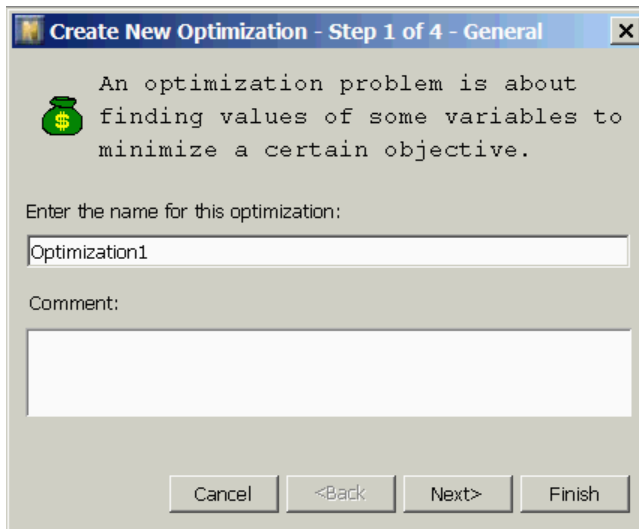 Create New Optimization - Step 1 of 4 - General
An optimization problem is about
finding values of some variables to
minimize a certain objective.
$
Enter the name for this optimization:
Optimization1
Comment:
Cancel <Back Next> Finish